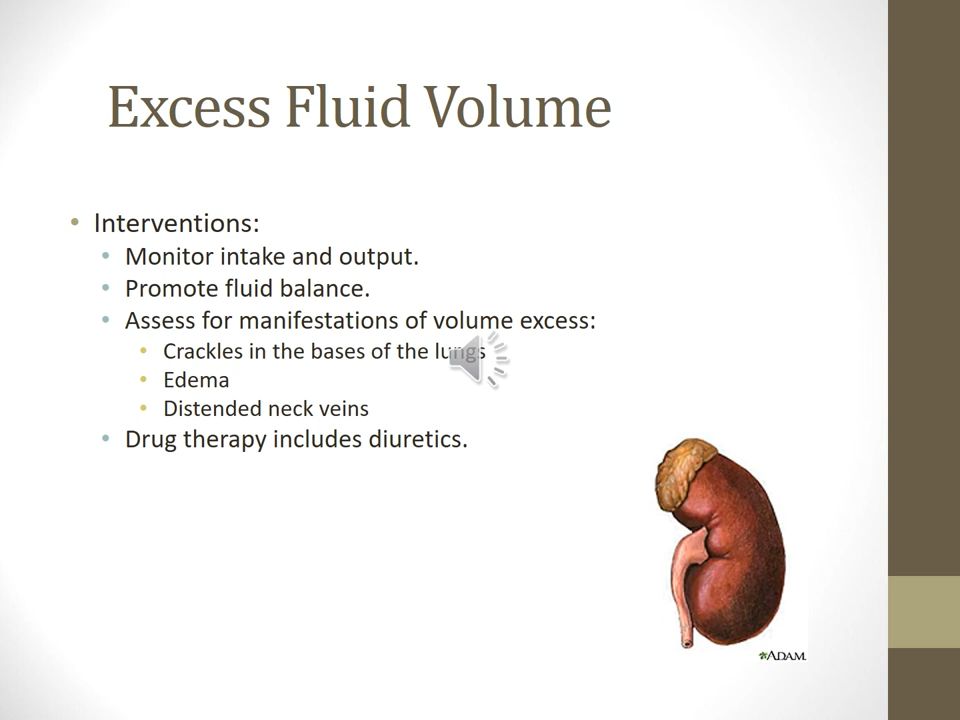 Excess Fluid Volume
• Interventions:
• Monitor intake and output.
• Promote fluid balance.
• Assess for manifestations of volume excess:
• Crackles in the bases of the lungs
• Edema
• Distended neck veins
• Drug therapy includes diuretics.
ADAM.